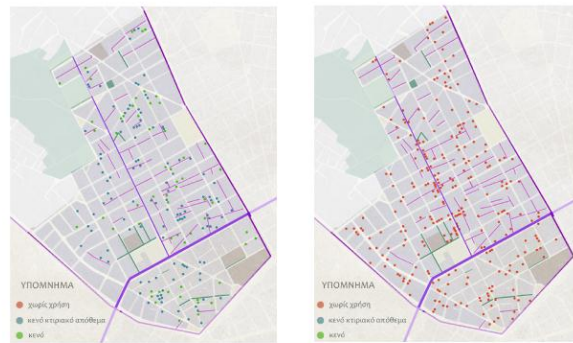 ΥΠΟΜΝΗΜΑ
χωρίς χρήση
κενό κτιριακό απόθεμα
κενό
ΥΠΟΜΝΗΜΑ
χωρίς χρήση
κενό κτιριακό απόθεμα
κενό